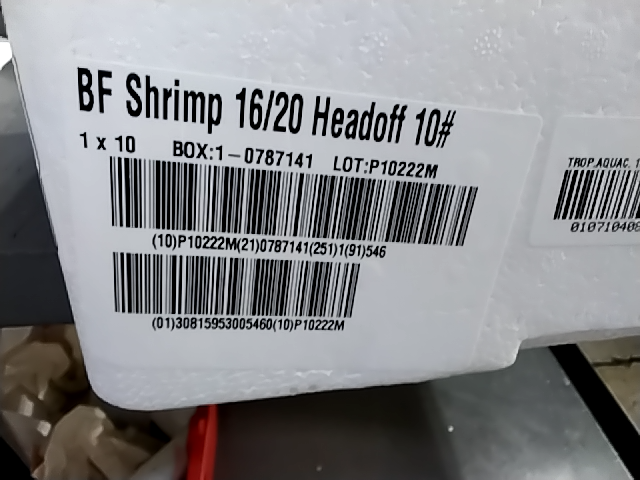 BF Shrimp 16/20 Headoff 10#
1 x 10 BOX:1-0787141 LOT:P10222M
(10)P10222M(21)0787141(251)1(91)546
(01)30815953005460(10)P10222M
TROP.AQUAC.
01071040